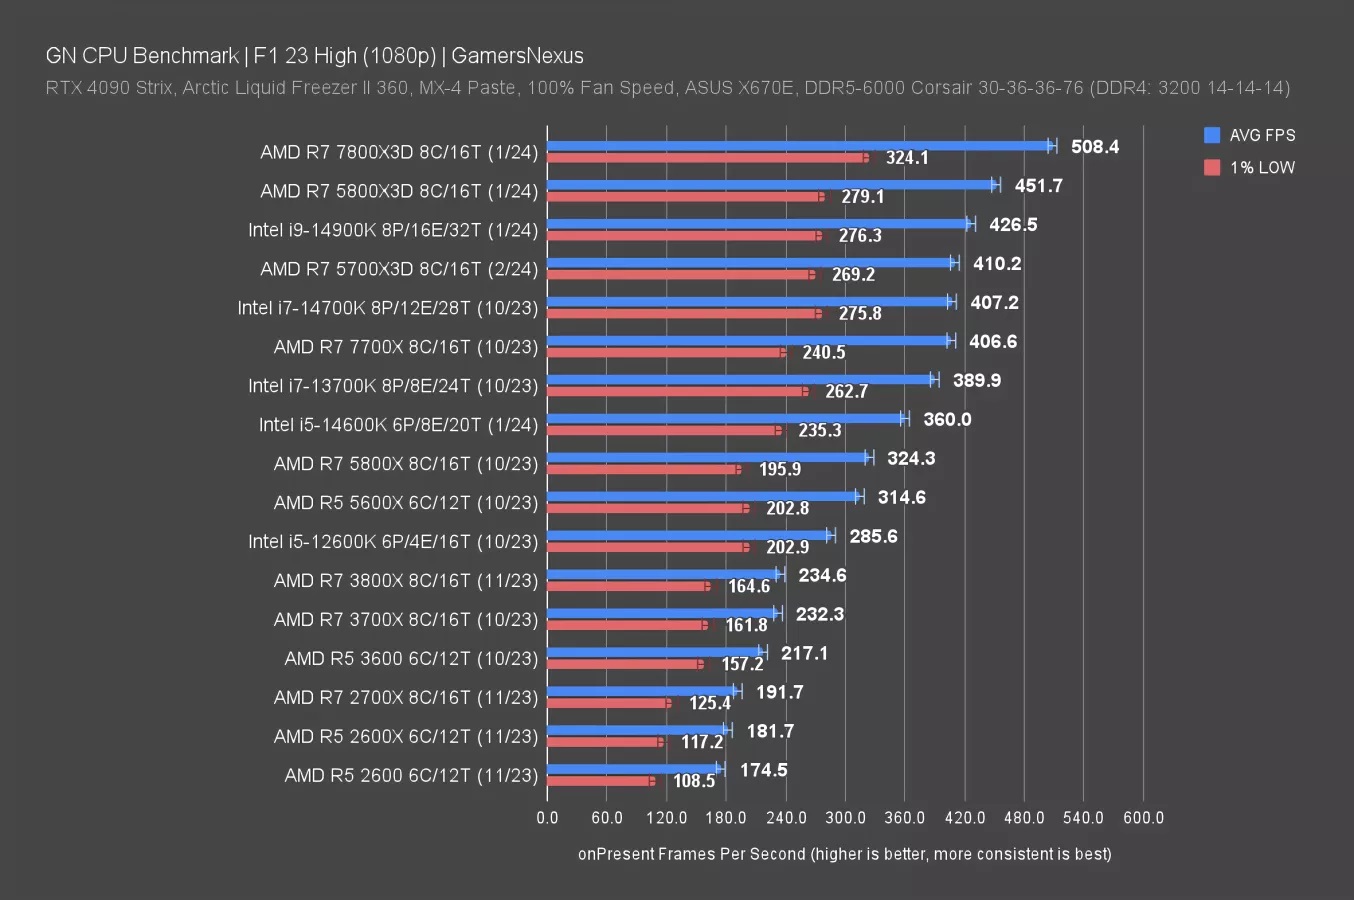 GN CPU Benchmark | F1 23 High (1080p) | GamersNexus
RTX 4090 Strix, Arctic Liquid Freezer II 360, MX-4 Paste, 100% Fan Speed, ASUS X670E, DDR5-6000 Corsair 30-36-36-76 (DDR4: 3200 14-14-14)
AVG FPS
1% LOW
AMD R7 7800X3D 8C/16T (1/24) 508.4
324.1
AMD R7 5800X3D 8C/16T (1/24) 451.7
279.1
Intel i9-14900K 8P/16E/32T (1/24) 426.5
276.3
AMD R7 5700X3D 8C/16T (2/24) 410.2
269.2
Intel i7-14700K 8P/12E/28T (10/23) 407.2
275.8
AMD R7 7700X 8C/16T (10/23) 406.6
240.5
Intel i7-13700K 8P/8E/24T (10/23) 389.9
262.7
Intel i5-14600K 6P/8E/20T (1/24) 360.0
235.3
AMD R7 5800X 8C/16T (10/23) 324.3
195.9
AMD R5 5600X 6C/12T (10/23) 314.6
202.8
Intel i5-12600K 6P/4E/16T (10/23) 285.6
202.9
AMD R7 3800X 8C/16T (11/23) 234.6
164.6
AMD R7 3700X 8C/16T (10/23) 232.3
161.8
AMD R5 3600 6C/12T (10/23) 217.1
157.2
AMD R7 2700X 8C/16T (11/23) 191.7
125.4
AMD R5 2600X 6C/12T (11/23) 181.7
117.2
AMD R5 2600 6C/12T (11/23) 174.5
108.5
0.0 60.0 120.0 180.0 240.0 300.0 360.0 420.0 480.0 540.0 600.0
onPresent Frames Per Second (higher is better, more consistent is best)